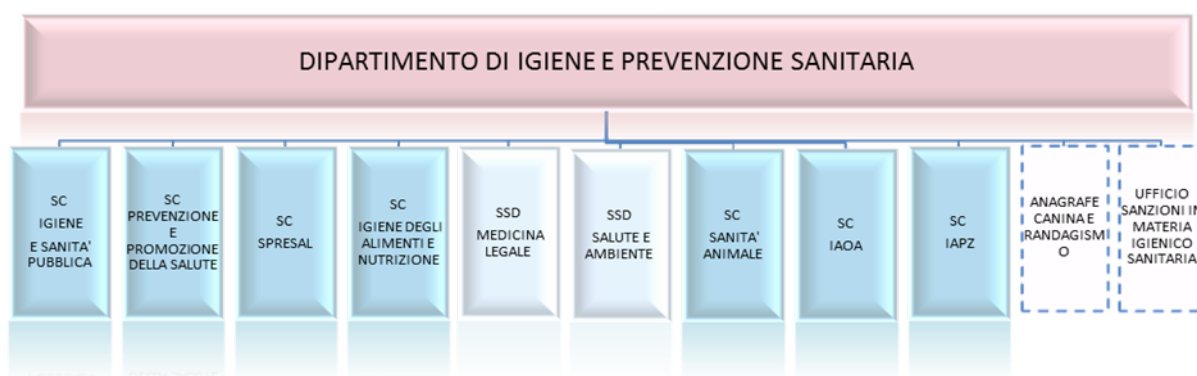 DIPARTIMENTO DI IGIENE E PREVENZIONE SANITARIA
SC
IGIENE
E SANITA' PUBBLICA
SC
PREVENZIONE
E
PROMOZIONE
DELLA SALUTE
SC
SPRESAL
SC
IGIENE DEGLI
ALIMENTI E
NUTRIZIONE
SSD
MEDICINA
LEGALE
SSD
SALUTE E
AMBIENTE
SC
SANITA'
ANIMALE
SC
IAOA
SC
IAPZ
ANAGRAFE
CANINA E
RANDAGISM
O
UFFICIO
SANZIONI IN
MATERIA
IGIENICO
SANITARIA